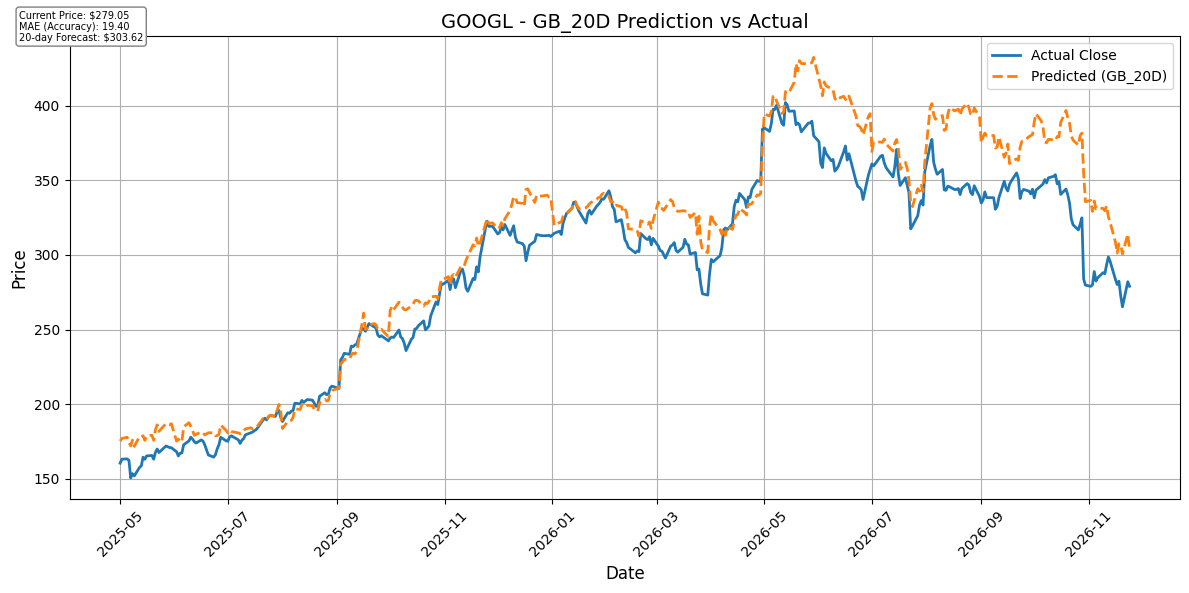 GOOGL - GB_20D Prediction vs Actual
Current Price: $279.05
MAE (Accuracy): 19.40
20-day Forecast: $303.62
Actual Close
Predicted (GB_20D)
Price
400
350
300
250
200
150
2025-05
2025-07
2025-09
2025-11
2026-01
2026-03
2026-05
2026-07
2026-09
2026-11
Date